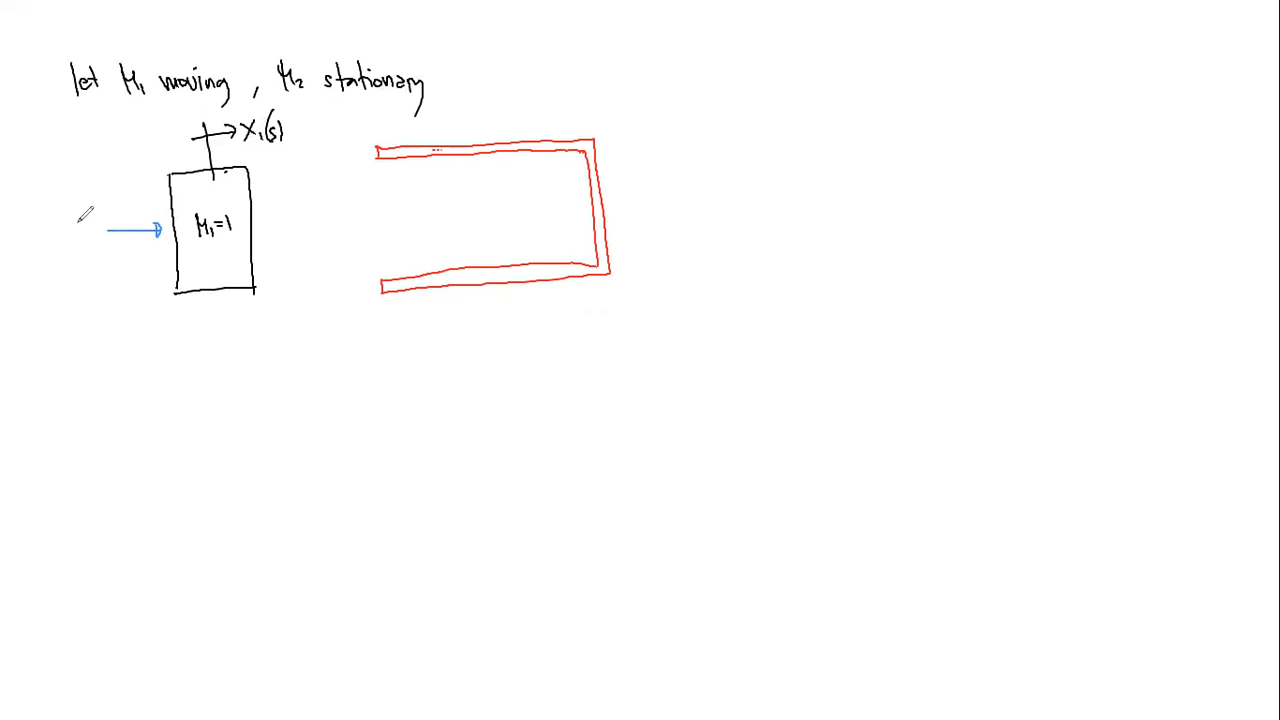 let M₁ moving, M₂ stationary
X₁(s)
M₁=1